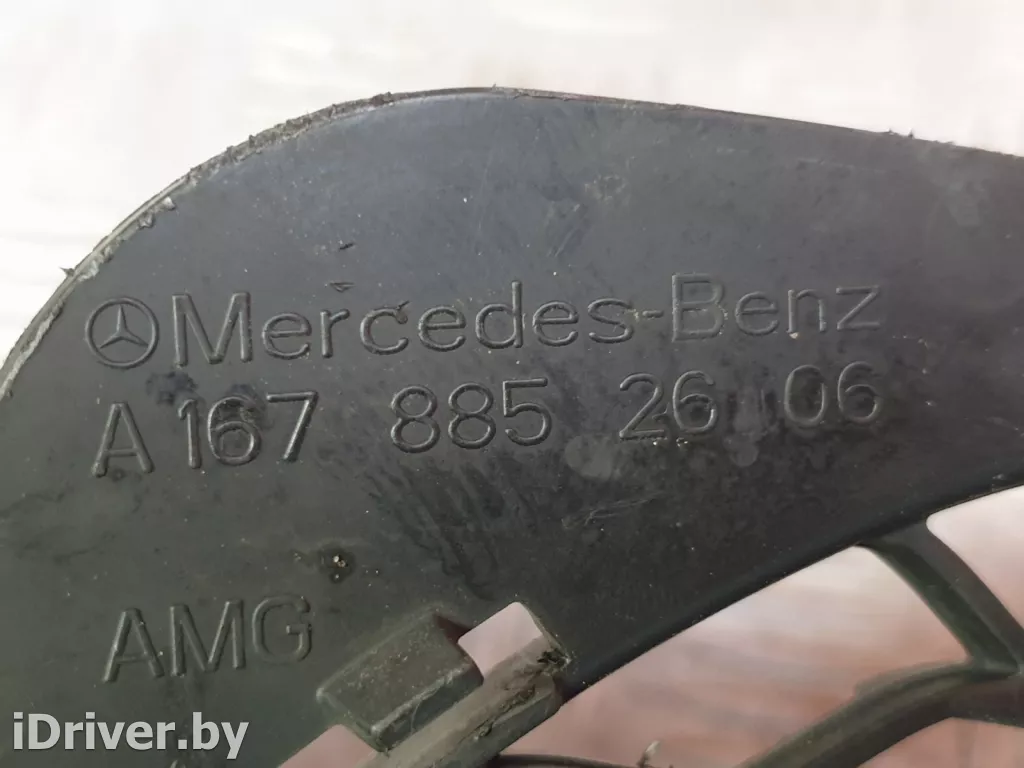 Mercedes-Benz
A 167 885 26 06
AMG
iDriver.by